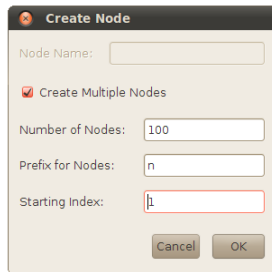 Create Node
Node Name:
Create Multiple Nodes
Number of Nodes: 100
Prefix for Nodes: n
Starting Index: 1
Cancel OK